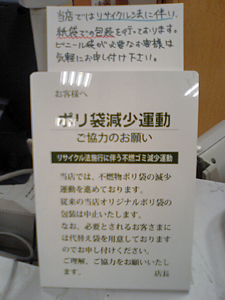 当店ではリサイクル法に伴い、
紙袋での包装を行っております。
ビニール袋が必要なお客様は
気軽にお申し付け下さい。
お客様へ
ポリ袋減少運動
ご協力のお願い
リサイクル法施行に伴う不燃ゴミ減少運動
当店では、不燃物ポリ袋の減少
運動を進めております。
従来の当店オリジナルポリ袋の
包装は中止いたします。
なお、必要とされるお客さまに
は代替え袋を用意しております
のでお申し付けください。
ご理解、ご協力をお願いいたし
ます。
店長